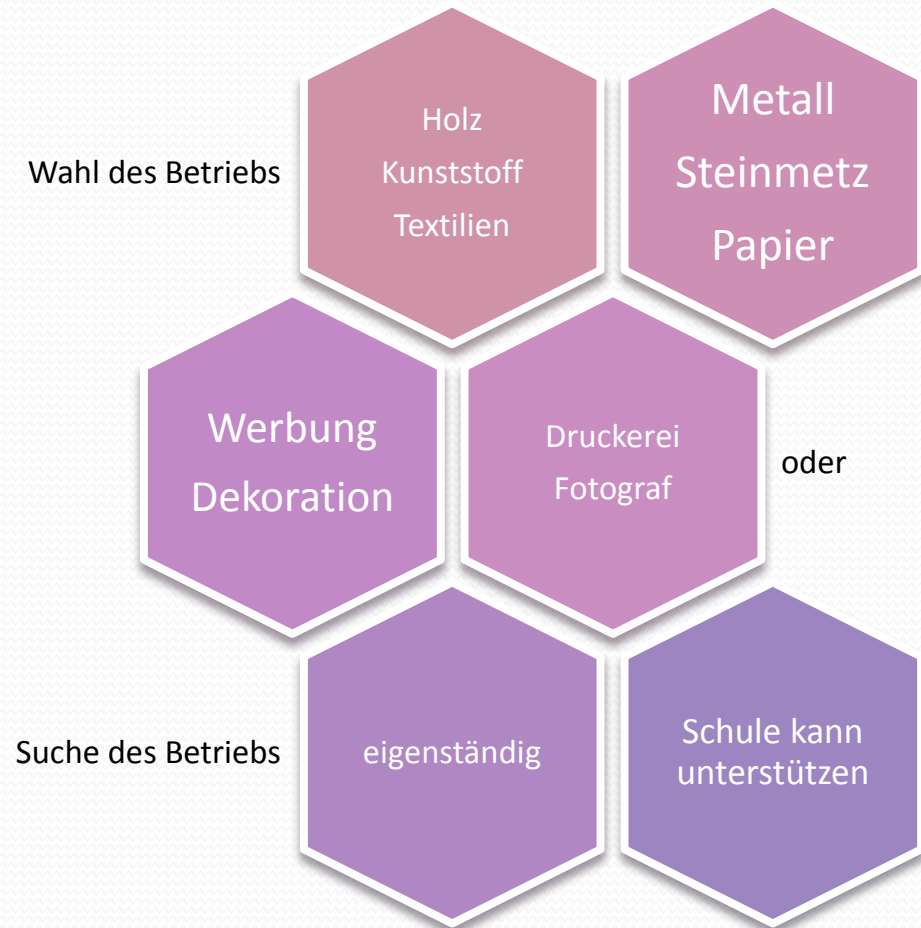 Wahl des Betriebs
Holz
Kunststoff
Textilien
Metall
Steinmetz
Papier
Werbung
Dekoration
Druckerei
Fotograf
oder
Suche des Betriebs
eigenständig
Schule kann
unterstützen